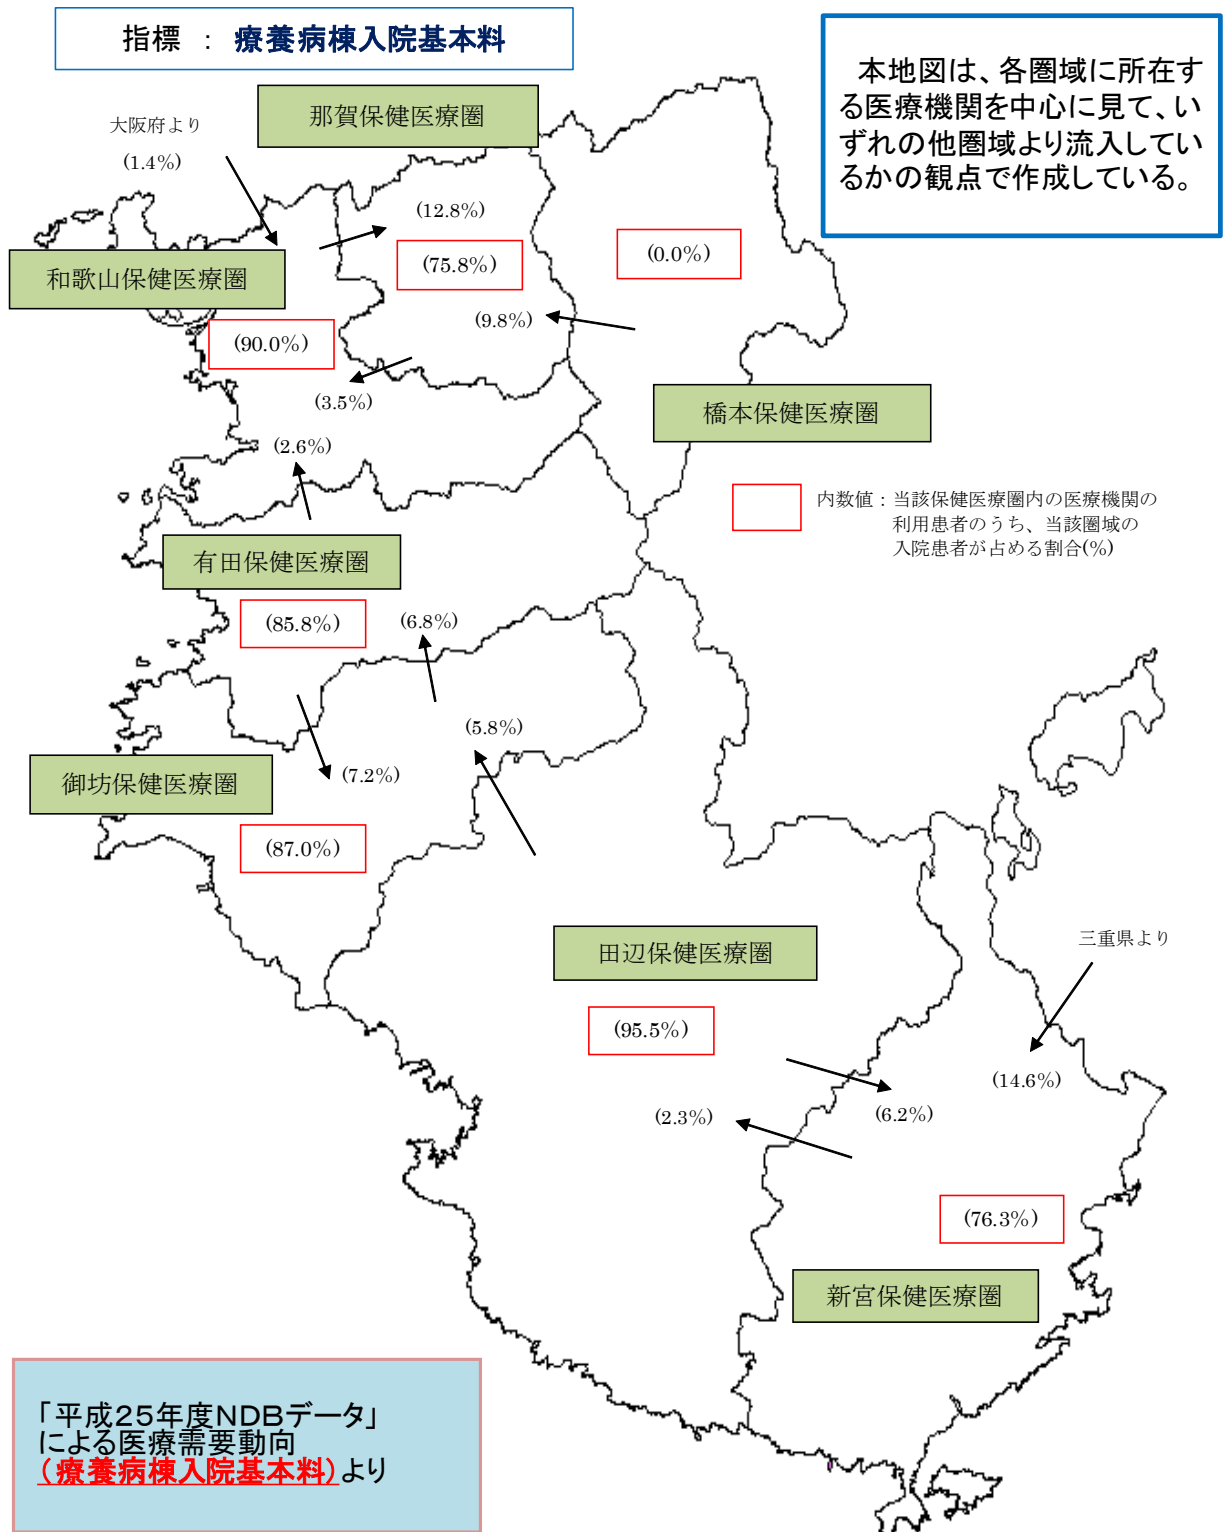 指標 ： 療養病棟入院基本料
本地図は、各圏域に所在す
る医療機関を中心に見て、い
ずれの他圏域より流入してい
るかの観点で作成している。
那賀保健医療圏
大阪府より
(1.4%)
(12.8%)
(75.8%)
(0.0%)
和歌山保健医療圏
(9.8%)
(90.0%)
(3.5%)
橋本保健医療圏
(2.6%)
内数値：当該保健医療圏内の医療機関の
利用患者のうち、当該圏域の
入院患者が占める割合(%)
有田保健医療圏
(85.8%)
(6.8%)
(5.8%)
御坊保健医療圏
(7.2%)
(87.0%)
田辺保健医療圏
三重県より
(95.5%)
(14.6%)
(2.3%)
(6.2%)
(76.3%)
新宮保健医療圏
「平成25年度NDBデータ」
による医療需要動向
（療養病棟入院基本料）より